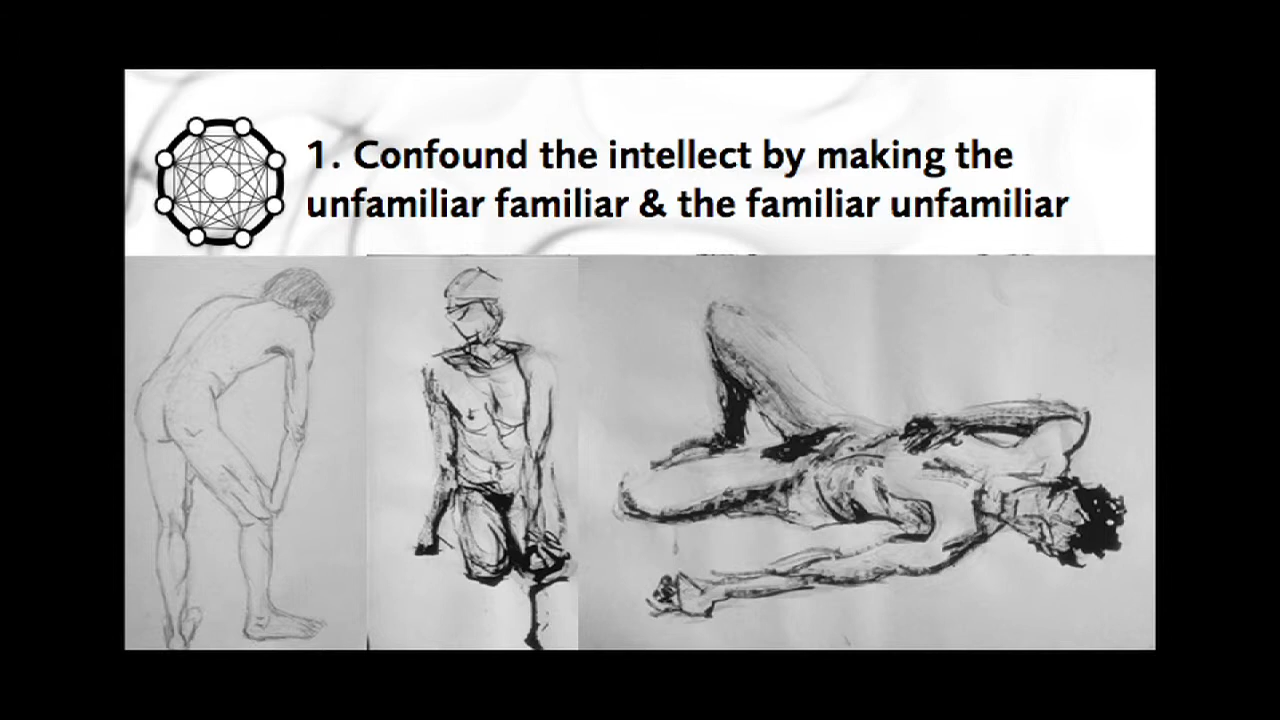 1. Confound the intellect by making the
unfamiliar familiar & the familiar unfamiliar